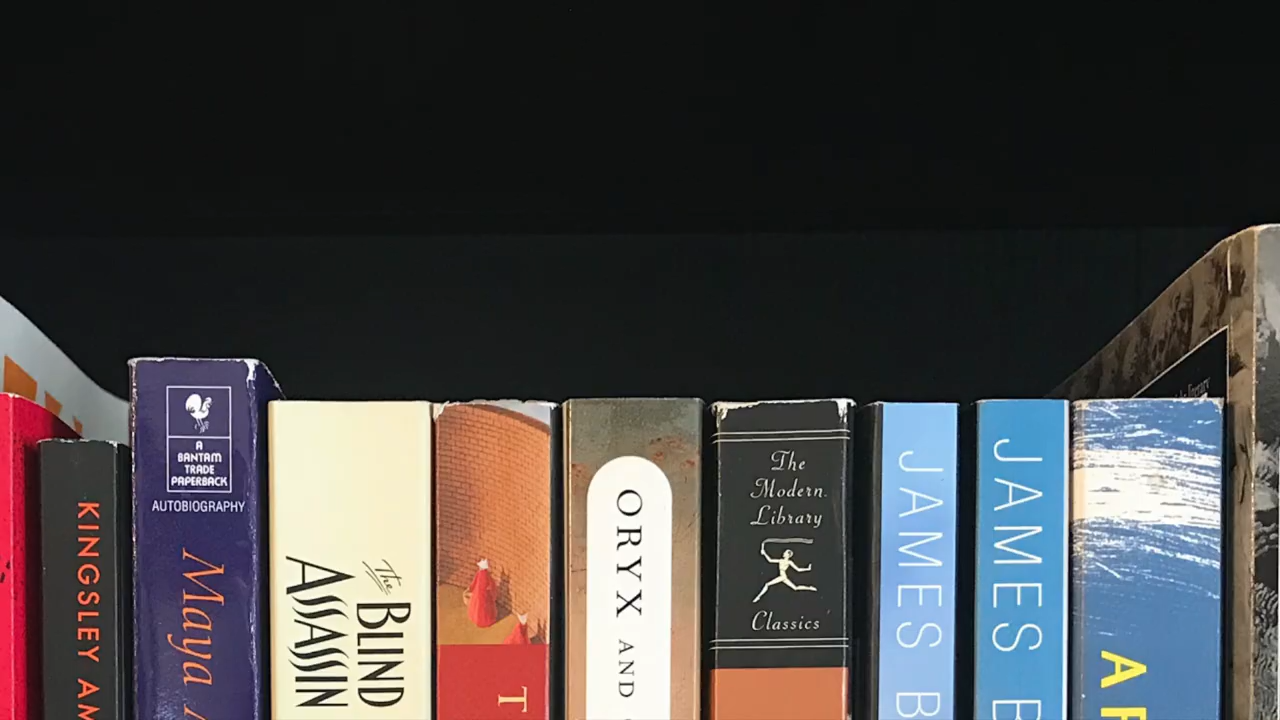 KINGSLEY AM
A
BANTAM
TRADE
PAPERBACK
AUTOBIOGRAPHY
Maya
The
BLIND
ASSASSIN
T
ORYX AND
The
Modern
Library
Classics
JAMES B
JAMES B
A F